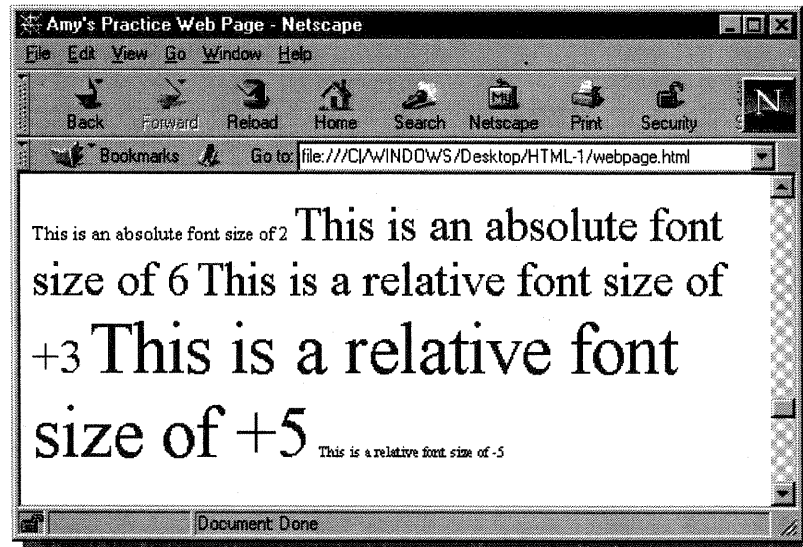 Amy's Practice Web Page - Netscape
File Edit View Go Window Help
Back Forward Reload Home Search Netscape Print Security S
My N
Bookmarks Go to: file:///C|/WINDOWS/Desktop/HTML-1/webpage.html
This is an absolute font size of 2 This is an absolute font
size of 6 This is a relative font size of
+3 This is a relative font
size of +5 This is a relative font size of -5
Document: Done